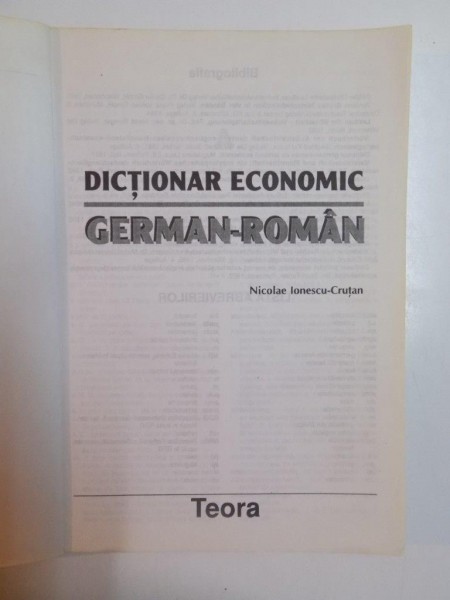 DICȚIONAR ECONOMIC
GERMAN-ROMÂN
Nicolae Ionescu-Cruțan
Teora